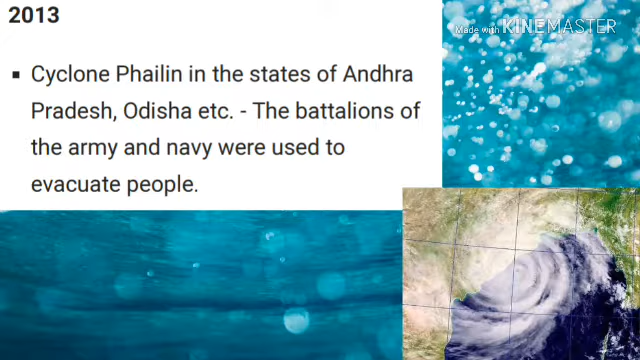 2013
Made with KINEMASTER
▪ Cyclone Phailin in the states of Andhra
Pradesh, Odisha etc. - The battalions of
the army and navy were used to
evacuate people.